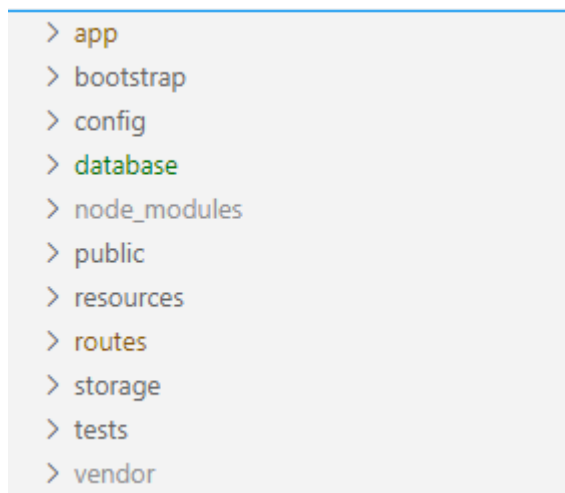 app
bootstrap
config
database
node_modules
public
resources
routes
storage
tests
vendor